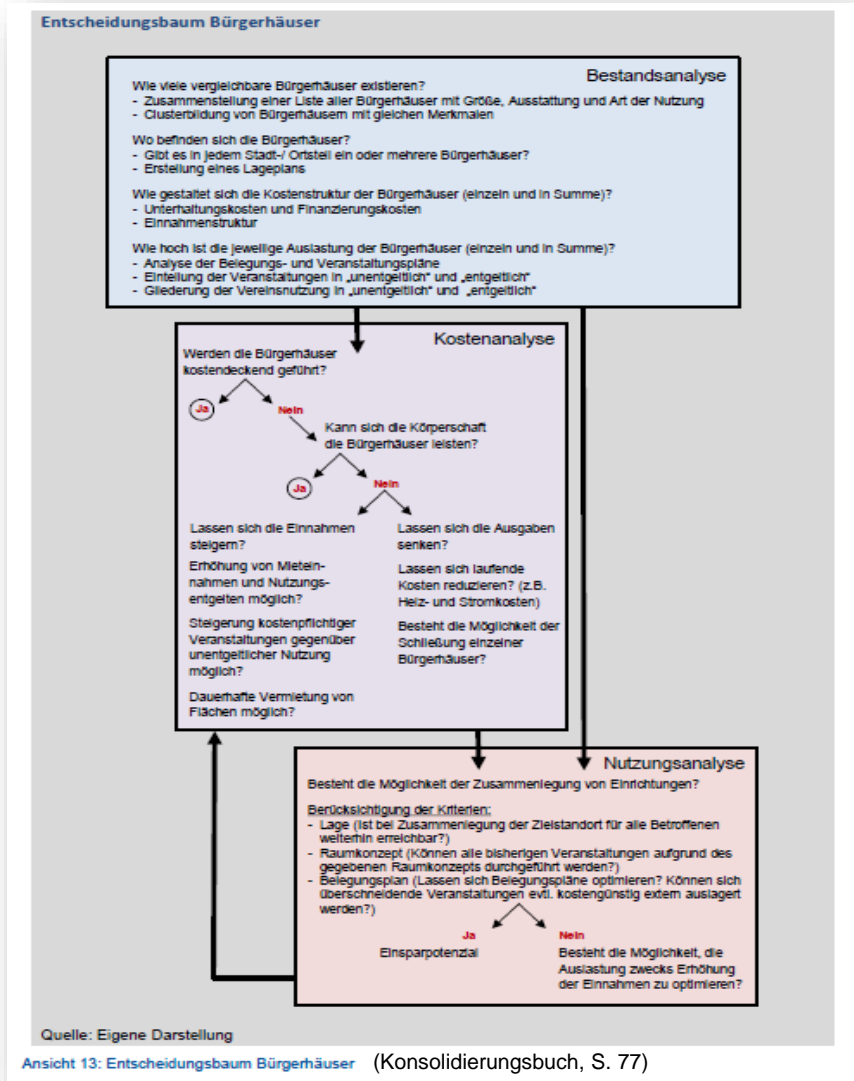 Entscheidungsbaum Bürgerhäuser
Bestandsanalyse
Wie viele vergleichbare Bürgerhäuser existieren?
- Zusammenstellung einer Liste aller Bürgerhäuser mit Größe, Ausstattung und Art der Nutzung
- Clusterbildung von Bürgerhäusern mit gleichen Merkmalen
Wo befinden sich die Bürgerhäuser?
- Gibt es in jedem Stadt-/ Ortsteil ein oder mehrere Bürgerhäuser?
- Erstellung eines Lageplans
Wie gestaltet sich die Kostenstruktur der Bürgerhäuser (einzeln und in Summe)?
- Unterhaltungskosten und Finanzierungskosten
- Einnahmenstruktur
Wie hoch ist die jeweilige Auslastung der Bürgerhäuser (einzeln und in Summe)?
- Analyse der Belegungs- und Veranstaltungspläne
- Einteilung der Veranstaltungen in „unentgeltlich“ und „entgeltlich“
- Gliederung der Vereinsnutzung in „unentgeltlich“ und „entgeltlich“
Kostenanalyse
Werden die Bürgerhäuser
kostendeckend geführt?
Ja
Nein
Kann sich die Körperschaft
die Bürgerhäuser leisten?
Ja
Nein
Lassen sich die Einnahmen
steigern?
Erhöhung von Mietein-
nahmen und Nutzungs-
entgelten möglich?
Steigerung kostenpflichtiger
Veranstaltungen gegenüber
unentgeltlicher Nutzung
möglich?
Dauerhafte Vermietung von
Flächen möglich?
Lassen sich die Ausgaben
senken?
Lassen sich laufende
Kosten reduzieren? (z.B.
Heiz- und Stromkosten)
Besteht die Möglichkeit der
Schließung einzelner
Bürgerhäuser?
Nutzungsanalyse
Besteht die Möglichkeit der Zusammenlegung von Einrichtungen?
Berücksichtigung der Kriterien:
- Lage (Ist bei Zusammenlegung der Zielstandort für alle Betroffenen
weiterhin erreichbar?)
- Raumkonzept (Können alle bisherigen Veranstaltungen aufgrund des
gegebenen Raumkonzepts durchgeführt werden?)
- Belegungsplan (Lassen sich Belegungspläne optimieren? Können sich
überschneidende Veranstaltungen evtl. kostengünstig extern auslagert
werden?)
Ja
Nein
Einsparpotenzial
Besteht die Möglichkeit, die
Auslastung zwecks Erhöhung
der Einnahmen zu optimieren?
Quelle: Eigene Darstellung
Ansicht 13: Entscheidungsbaum Bürgerhäuser (Konsolidierungsbuch, S. 77)